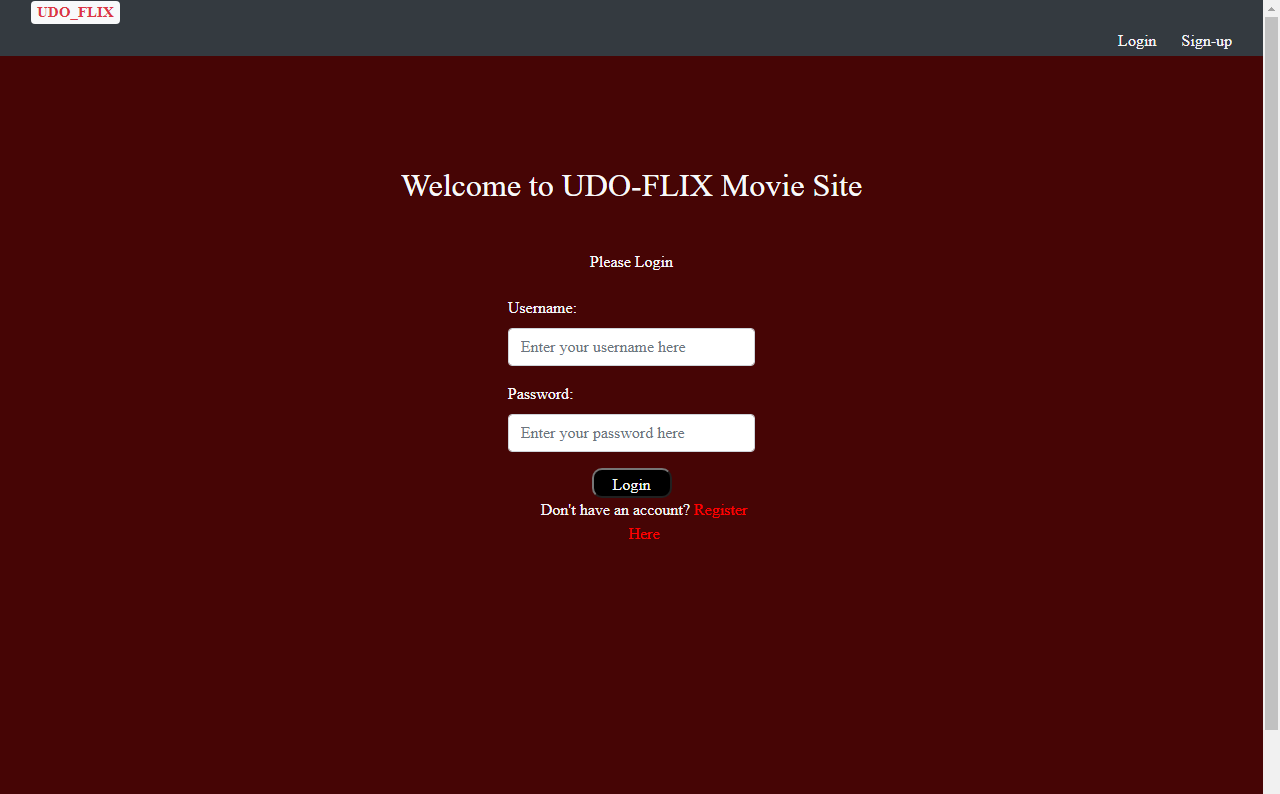 UDO_FLIX
Login Sign-up
Welcome to UDO-FLIX Movie Site
Please Login
Username:
Enter your username here
Password:
Enter your password here
Login
Don't have an account? Register
Here